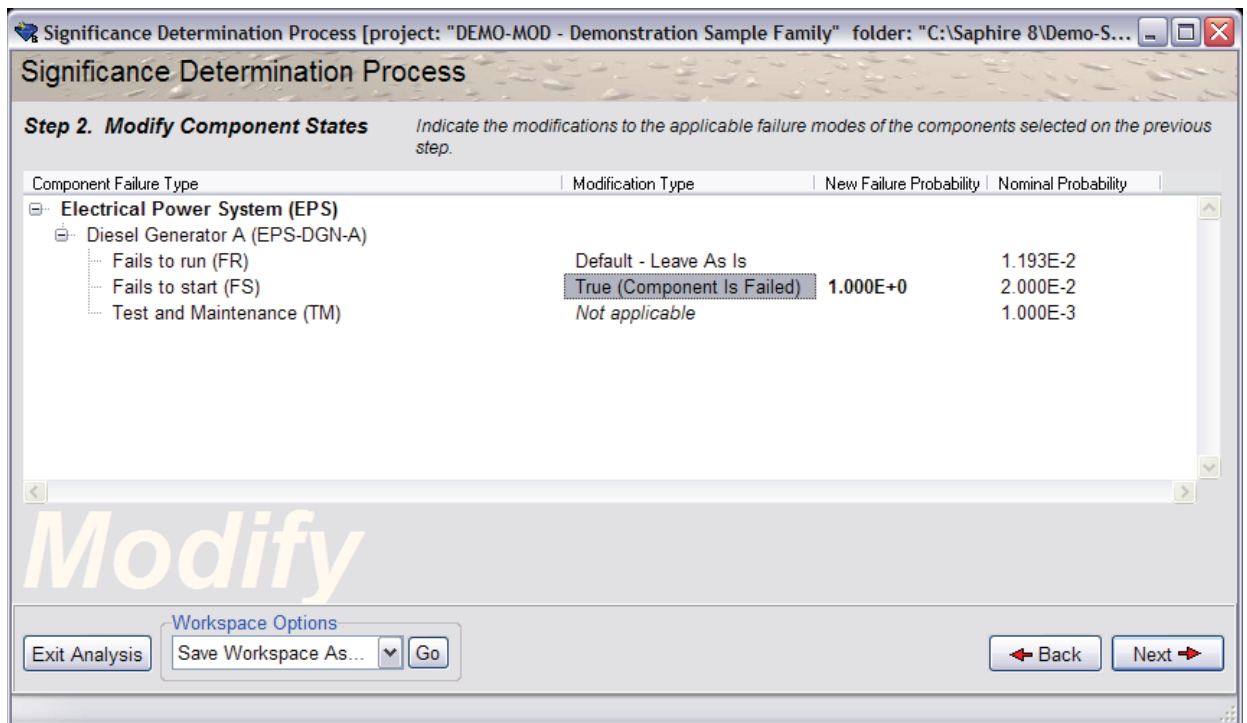 Significance Determination Process [project: "DEMO-MOD - Demonstration Sample Family" folder: "C:\Saphire 8\Demo-S...
Significance Determination Process
Step 2. Modify Component States
Indicate the modifications to the applicable failure modes of the components selected on the previous
step.
Component Failure Type Modification Type New Failure Probability Nominal Probability
Electrical Power System (EPS)
Diesel Generator A (EPS-DGN-A)
Fails to run (FR) Default - Leave As Is 1.193E-2
Fails to start (FS) True (Component Is Failed) 1.000E+0 2.000E-2
Test and Maintenance (TM) Not applicable 1.000E-3
Modify
Workspace Options
Exit Analysis Save Workspace As... Go Back Next